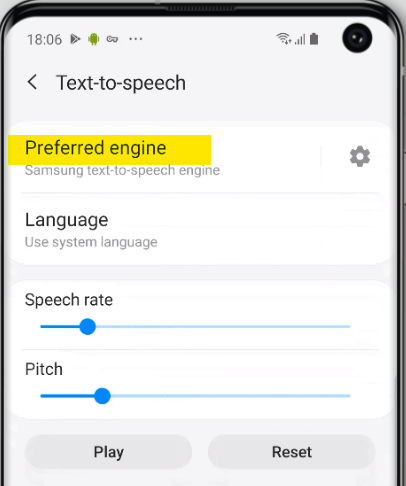 18:06
Text-to-speech
Preferred engine
Samsung text-to-speech engine
Language
Use system language
Speech rate
Pitch
Play
Reset